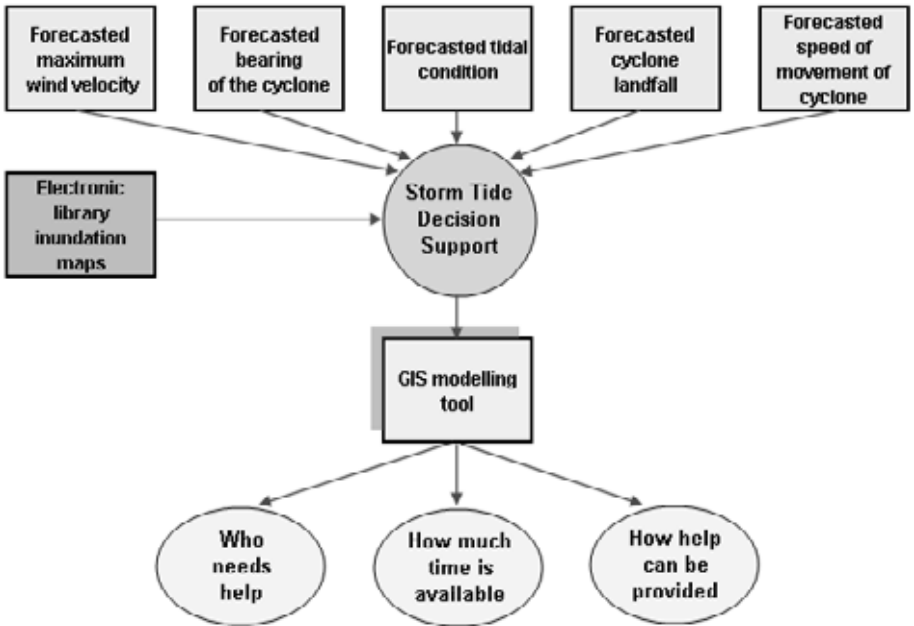 Forecasted
maximum
wind velocity
Forecasted
bearing
of the cyclone
Forecasted tidal
condition
Forecasted
cyclone
landfall
Forecasted
speed of
movement of
cyclone
Electronic
library
inundation
maps
Storm Tide
Decision
Support
GIS modelling
tool
Who
needs
help
How much
time is
available
How help
can be
provided